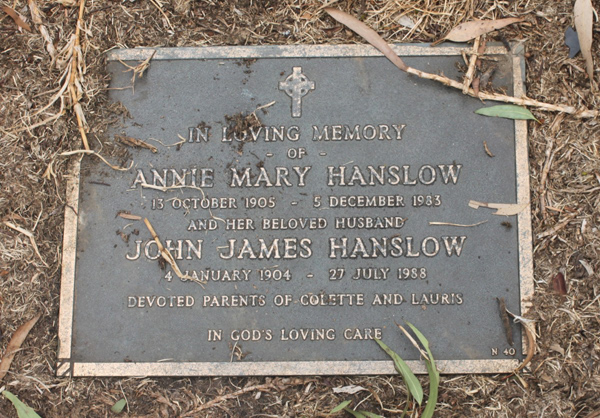 IN LOVING MEMORY
- OF -
ANNIE MARY HANSLOW
13 OCTOBER 1905 - 5 DECEMBER 1983
AND HER BELOVED HUSBAND
JOHN JAMES HANSLOW
4 JANUARY 1904 - 27 JULY 1988
DEVOTED PARENTS OF COLETTE AND LAURIS
IN GOD'S LOVING CARE
N 40